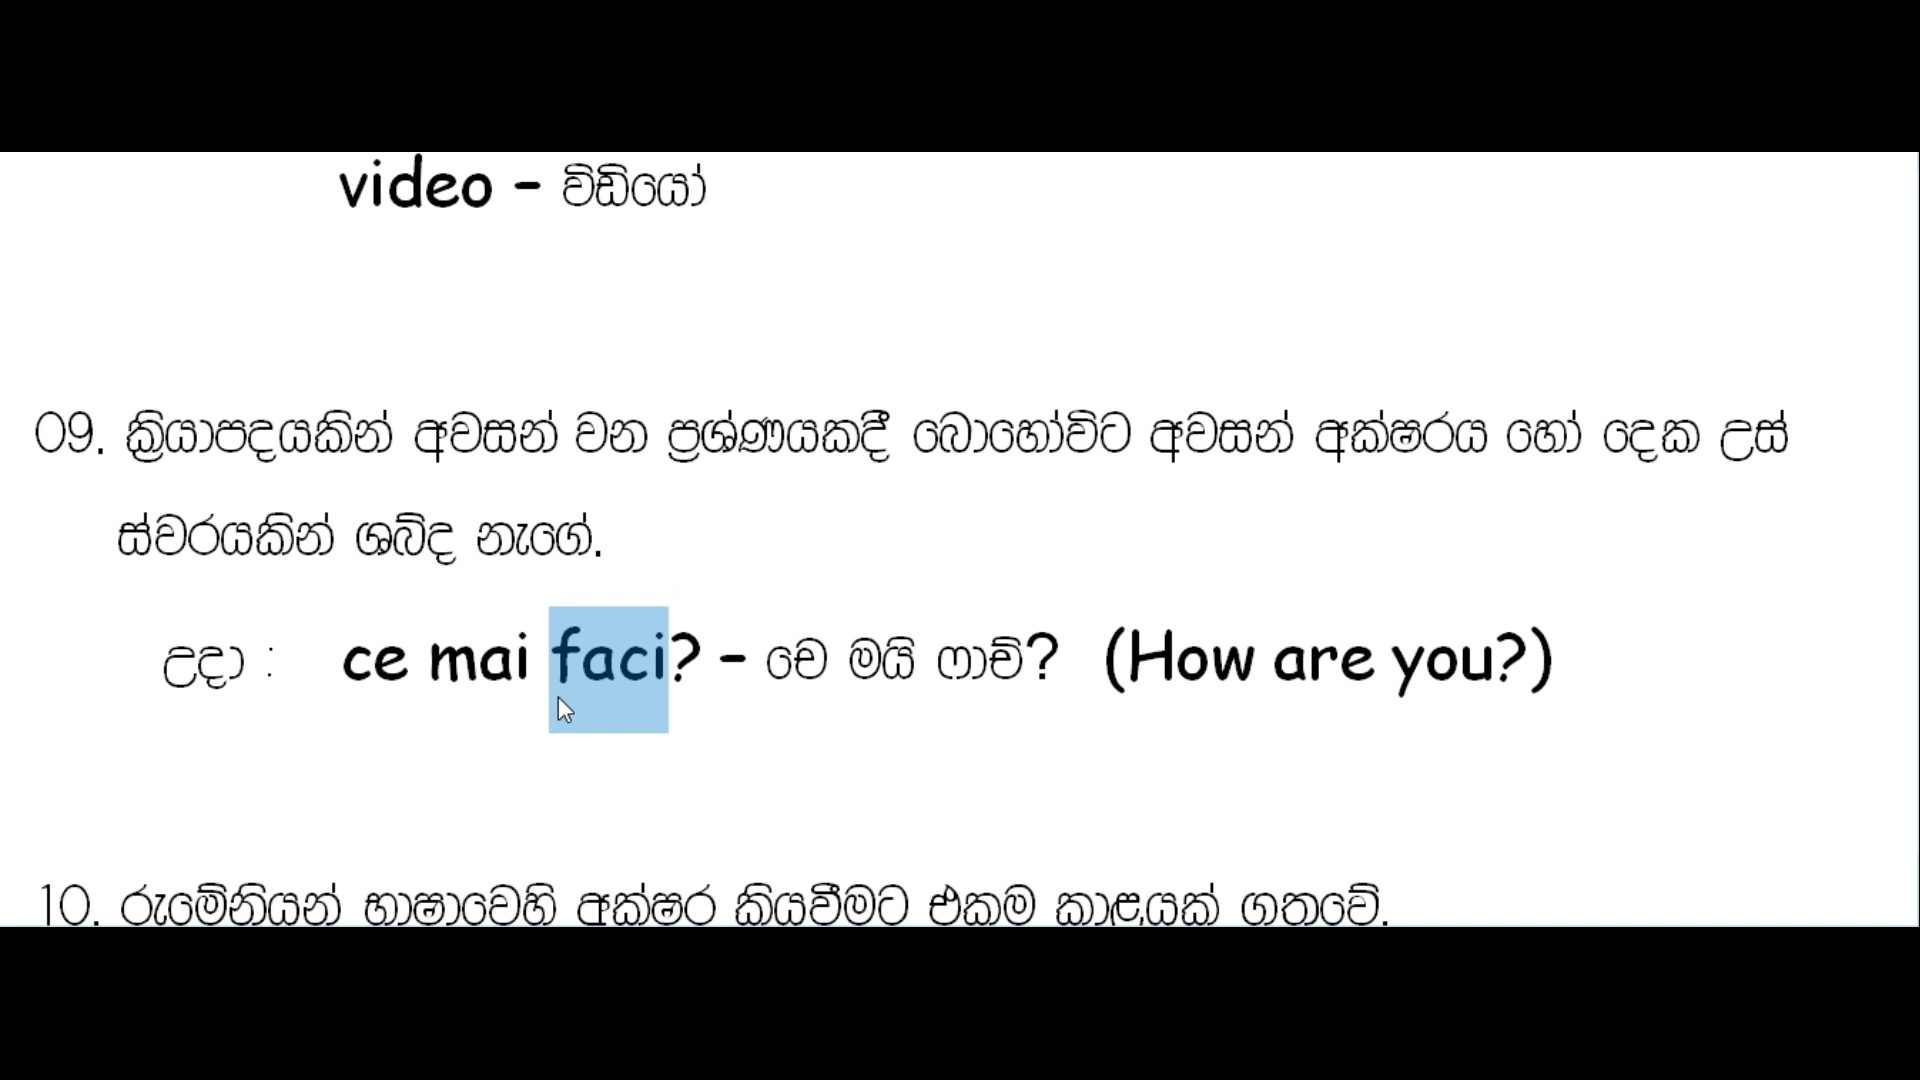 video - විඩියෝ
09. ක්‍රියාපදයකින් අවසන් වන ප්‍රශ්ණයකදී බොහෝවිට අවසන් අක්ෂරය හෝ දෙක උස්
ස්වරයකින් ශබ්ද නැගේ.
උදා : ce mai faci? - චෙ මයි ෆාච්? (How are you?)
10. රුමේනියන් භාෂාවෙහි අක්ෂර කියවීමට එකම කාළයක් ගතවේ.